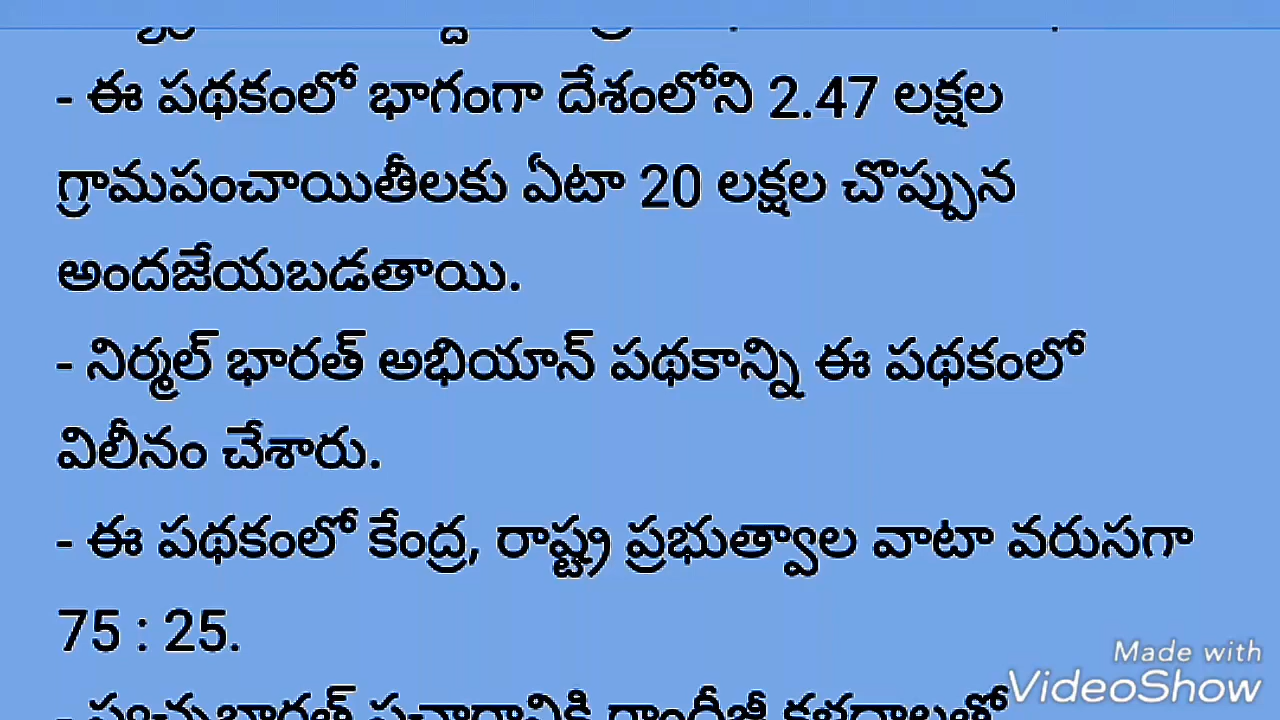 - ఈ పథకంలో భాగంగా దేశంలోని 2.47 లక్షల
గ్రామపంచాయితీలకు ఏటా 20 లక్షల చొప్పున
అందజేయబడతాయి.
- నిర్మల్ భారత్ అభియాన్ పథకాన్ని ఈ పథకంలో
విలీనం చేశారు.
- ఈ పథకంలో కేంద్ర, రాష్ట్ర ప్రభుత్వాల వాటా వరుసగా
75 : 25.
Made with
VideoShow